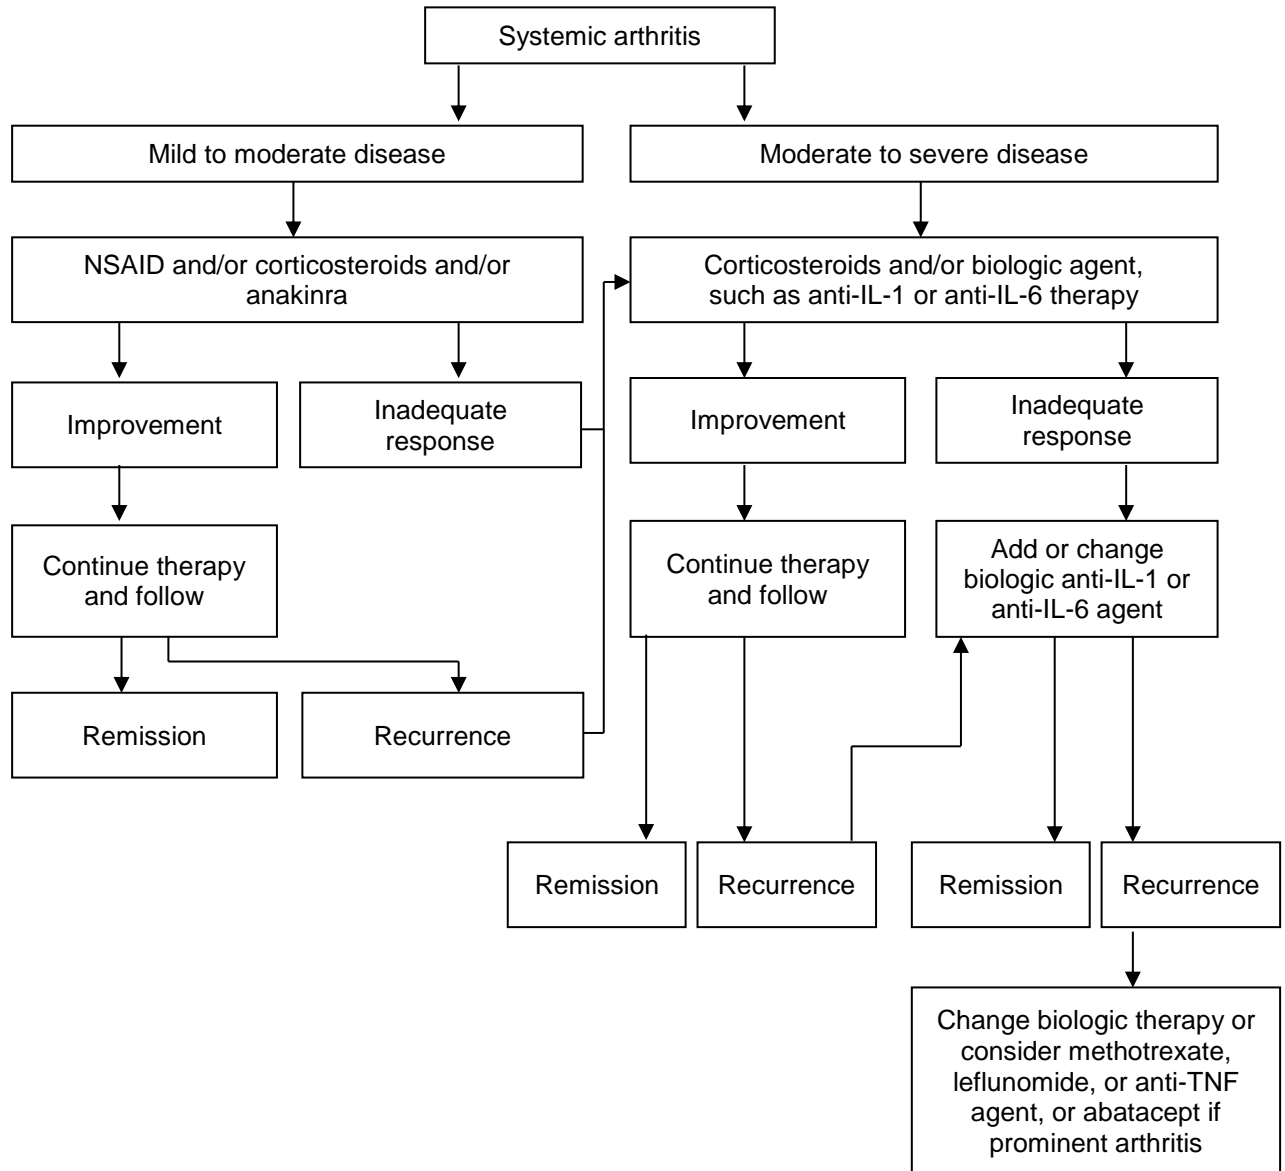 Systemic arthritis
Mild to moderate disease
Moderate to severe disease
NSAID and/or corticosteroids and/or
anakinra
Corticosteroids and/or biologic agent,
such as anti-IL-1 or anti-IL-6 therapy
Improvement
Inadequate
response
Improvement
Inadequate
response
Continue therapy
and follow
Continue therapy
and follow
Add or change
biologic anti-IL-1 or
anti-IL-6 agent
Remission
Recurrence
Remission
Recurrence
Remission
Recurrence
Change biologic therapy or
consider methotrexate,
leflunomide, or anti-TNF
agent, or abatacept if
prominent arthritis